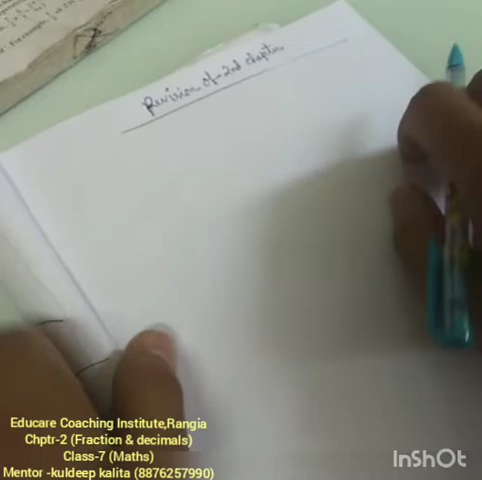 Revision of 2nd chapter
Educare Coaching Institute,Rangia
Chptr-2 (Fraction & decimals)
Class-7 (Maths)
Mentor -kuldeep kalita (8876257990)
InShOt